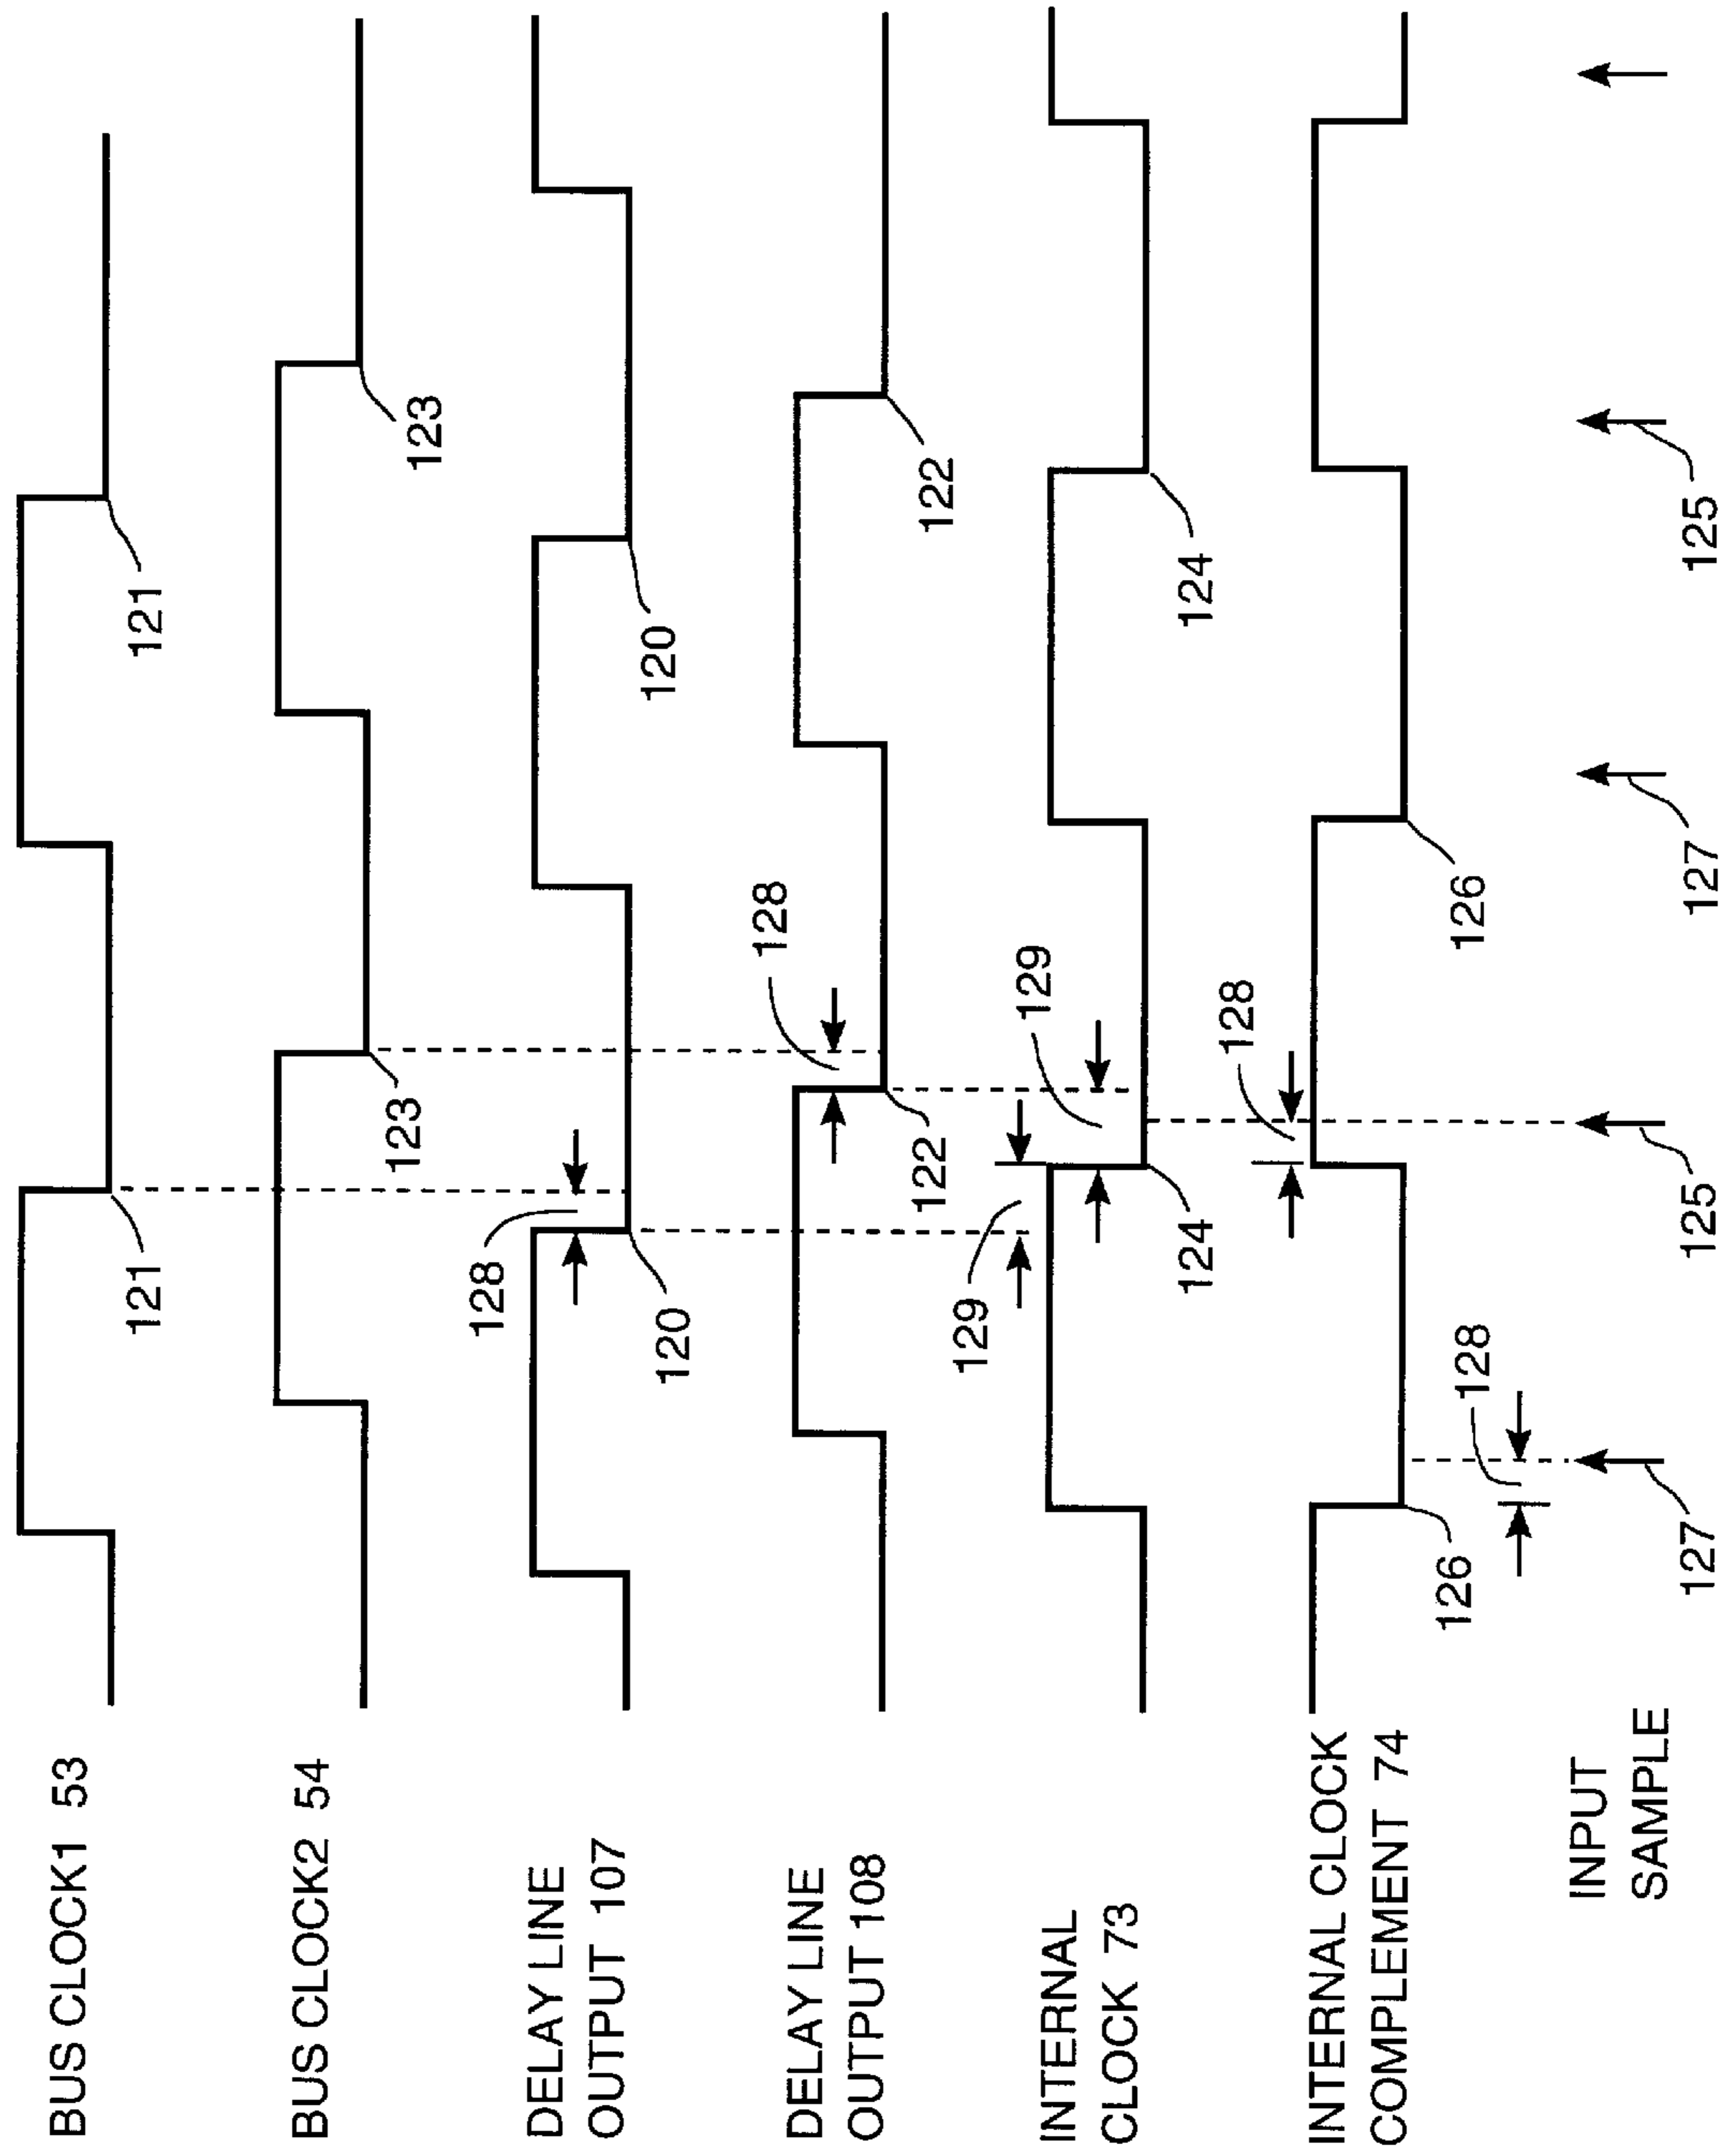 BUS CLOCK1 53
121
121
BUS CLOCK2 54
123
123
DELAY LINE
OUTPUT 107
128
120
120
DELAY LINE
OUTPUT 108
128
122
122
INTERNAL
CLOCK 73
129
129
124
124
INTERNAL CLOCK
COMPLEMENT 74
128
126
126
128
INPUT
SAMPLE
127
125
127
125